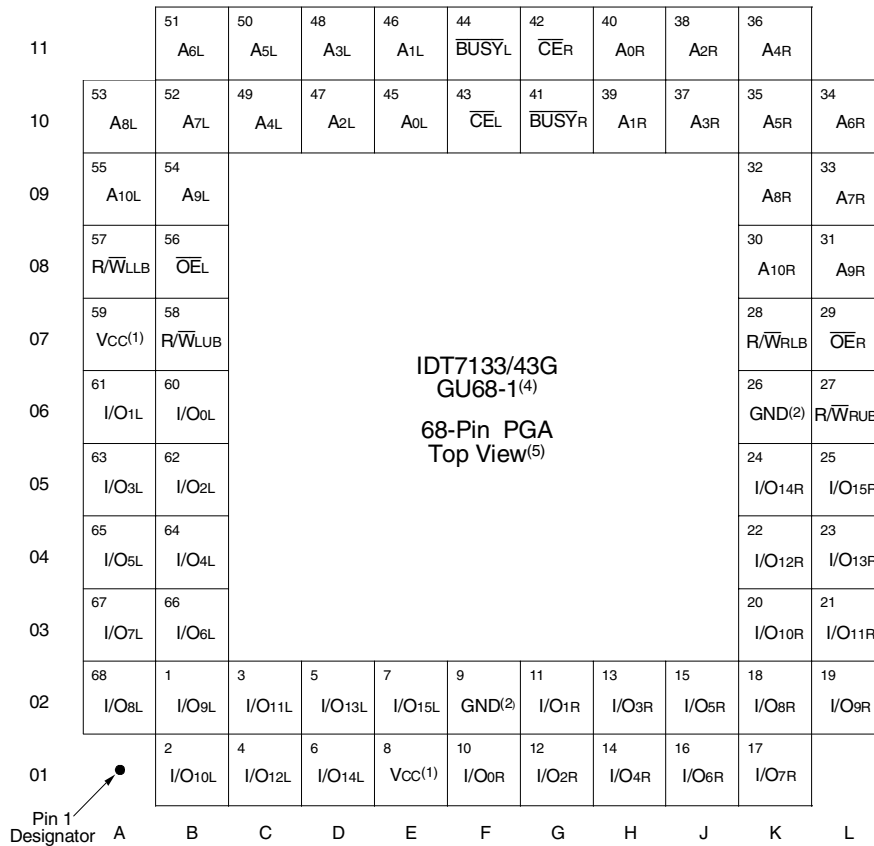 51 50 48 46 44 42 40 38 36
11 A6L A5L A3L A1L BUSYL CER A0R A2R A4R
53 52 49 47 45 43 41 39 37 35 34
10 A8L A7L A4L A2L A0L CEL BUSYR A1R A3R A5R A6R
55 54 32 33
09 A10L A9L A8R A7R
57 56 30 31
08 R/WLLB OEL A10R A9R
59 58 28 29
07 VCC(1) R/WLUB R/WRLB OER
IDT7133/43G
GU68-1(4)
61 60 26 27
06 I/O1L I/O0L GND(2) R/WRUB
68-Pin PGA
Top View(5)
63 62 24 25
05 I/O3L I/O2L I/O14R I/O15R
65 64 22 23
04 I/O5L I/O4L I/O12R I/O13R
67 66 20 21
03 I/O7L I/O6L I/O10R I/O11R
68 1 3 5 7 9 11 13 15 18 19
02 I/O8L I/O9L I/O11L I/O13L I/O15L GND(2) I/O1R I/O3R I/O5R I/O8R I/O9R
2 4 6 8 10 12 14 16 17
01 I/O10L I/O12L I/O14L VCC(1) I/O0R I/O2R I/O4R I/O6R I/O7R
Pin 1
Designator
A B C D E F G H J K L